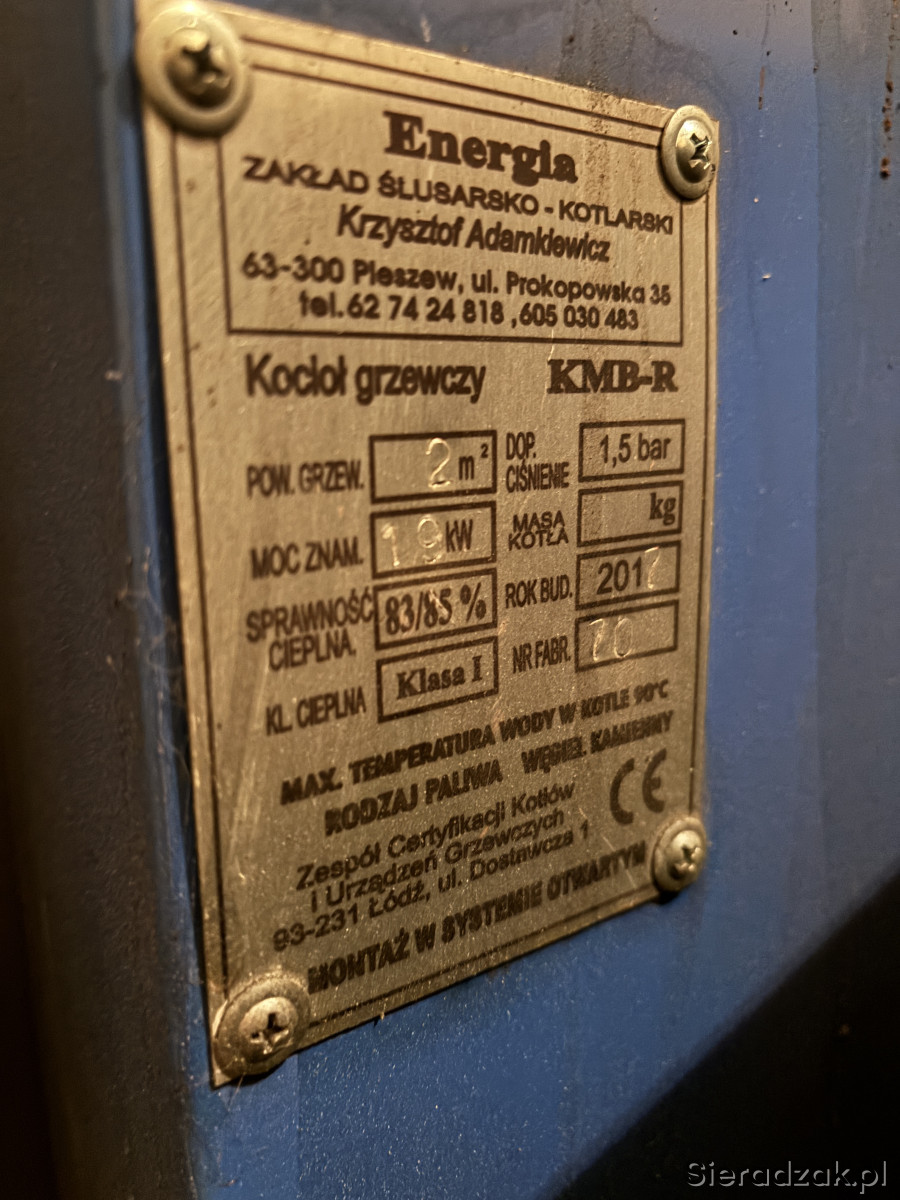 Energia
ZAKŁAD ŚLUSARSKO - KOTLARSKI
Krzysztof Adamkiewicz
63-300 Pleszew, ul. Prokopowska 35
tel.62 74 24 818 ,605 030 483
Kocioł grzewczy KMB-R
POW. GRZEW. 2 m² DOP. CIŚNIENIE 1,5 bar
MOC ZNAM. 19 kW MASA KOTŁA kg
SPRAWNOŚĆ CIEPLNA. 83/85 % ROK BUD. 2017
KL. CIEPLNA Klasa I NR FABR.
MAX. TEMPERATURA WODY W KOTLE 90°C
RODZAJ PALIWA WĘGIEL KAMIENNY
Zespół Certyfikacji Kotłów
i Urządzeń Grzewczych
93-231 Łódź, ul. Dostawcza 1
CE
MONTAŻ W SYSTEMIE OTWARTYM
Sieradzak.pl